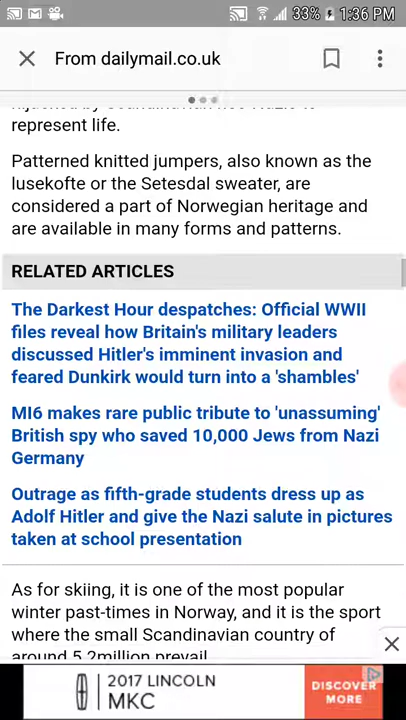 33% 1:36 PM
From dailymail.co.uk
represent life.
Patterned knitted jumpers, also known as the
lusekofte or the Setesdal sweater, are
considered a part of Norwegian heritage and
are available in many forms and patterns.
RELATED ARTICLES
The Darkest Hour despatches: Official WWII
files reveal how Britain's military leaders
discussed Hitler's imminent invasion and
feared Dunkirk would turn into a 'shambles'
MI6 makes rare public tribute to 'unassuming'
British spy who saved 10,000 Jews from Nazi
Germany
Outrage as fifth-grade students dress up as
Adolf Hitler and give the Nazi salute in pictures
taken at school presentation
As for skiing, it is one of the most popular
winter past-times in Norway, and it is the sport
where the small Scandinavian country of
around 5.2million prevail
2017 LINCOLN
MKC
DISCOVER
MORE